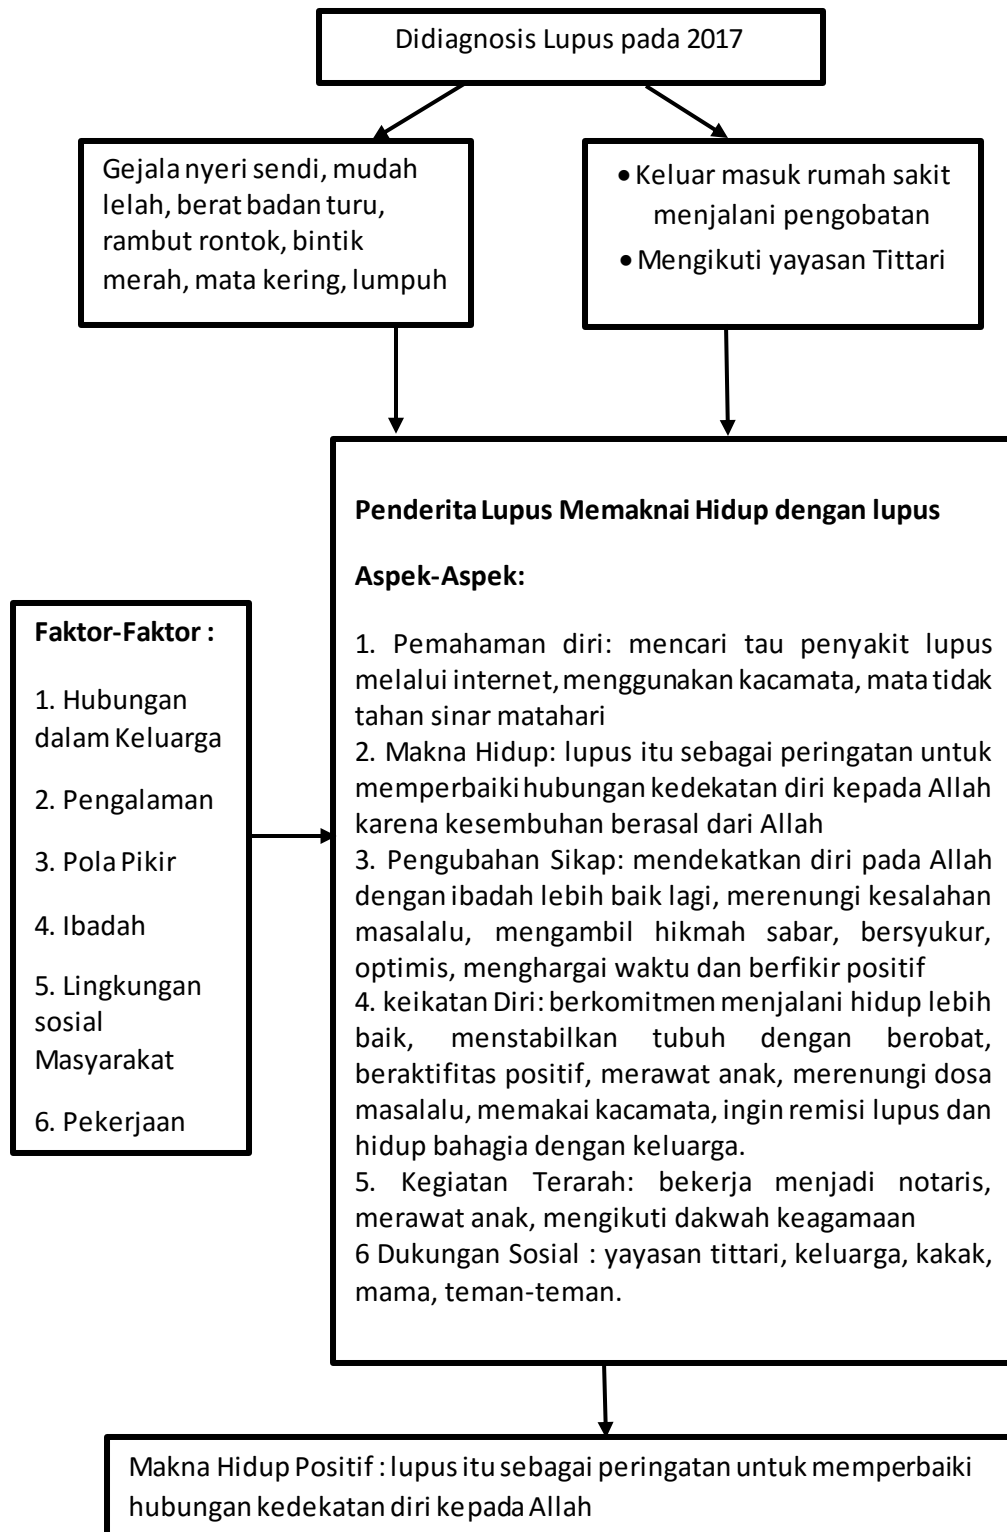 Didiagnosis Lupus pada 2017
Gejala nyeri sendi, mudah
lelah, berat badan turu,
rambut rontok, bintik
merah, mata kering, lumpuh
• Keluar masuk rumah sakit
menjalani pengobatan
• Mengikuti yayasan Tittari
Faktor-Faktor :
1. Hubungan
dalam Keluarga
2. Pengalaman
3. Pola Pikir
4. Ibadah
5. Lingkungan
sosial
Masyarakat
6. Pekerjaan
Penderita Lupus Memaknai Hidup dengan lupus
Aspek-Aspek:
1. Pemahaman diri: mencari tau penyakit lupus
melalui internet, menggunakan kacamata, mata tidak
tahan sinar matahari
2. Makna Hidup: lupus itu sebagai peringatan untuk
memperbaiki hubungan kedekatan diri kepada Allah
karena kesembuhan berasal dari Allah
3. Pengubahan Sikap: mendekatkan diri pada Allah
dengan ibadah lebih baik lagi, merenungi kesalahan
masalalu, mengambil hikmah sabar, bersyukur,
optimis, menghargai waktu dan berfikir positif
4. keikatan Diri: berkomitmen menjalani hidup lebih
baik, menstabilkan tubuh dengan berobat,
beraktifitas positif, merawat anak, merenungi dosa
masalalu, memakai kacamata, ingin remisi lupus dan
hidup bahagia dengan keluarga.
5. Kegiatan Terarah: bekerja menjadi notaris,
merawat anak, mengikuti dakwah keagamaan
6 Dukungan Sosial : yayasan tittari, keluarga, kakak,
mama, teman-teman.
Makna Hidup Positif : lupus itu sebagai peringatan untuk memperbaiki
hubungan kedekatan diri kepada Allah